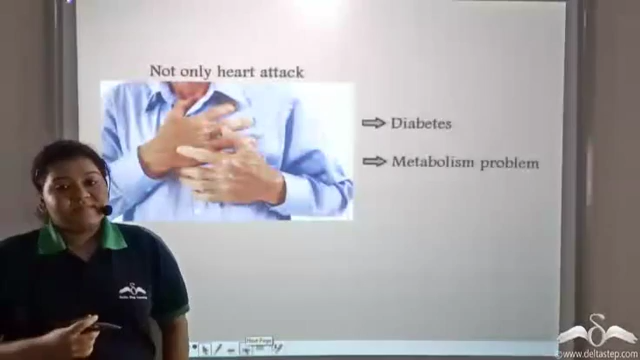 Not only heart attack
Diabetes
Metabolism problem
www.deltastep.com